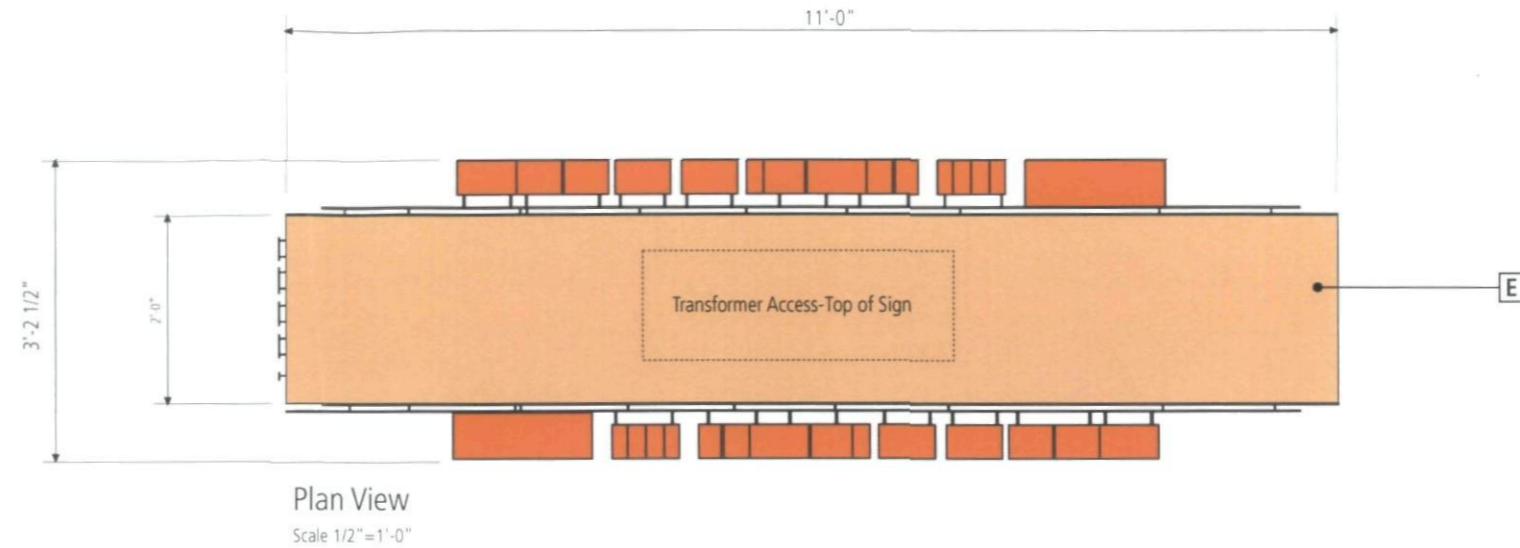 11'-0"
3'-2 1/2"
2'-0"
Transformer Access-Top of Sign
E
Plan View
Scale 1/2"=1'-0"